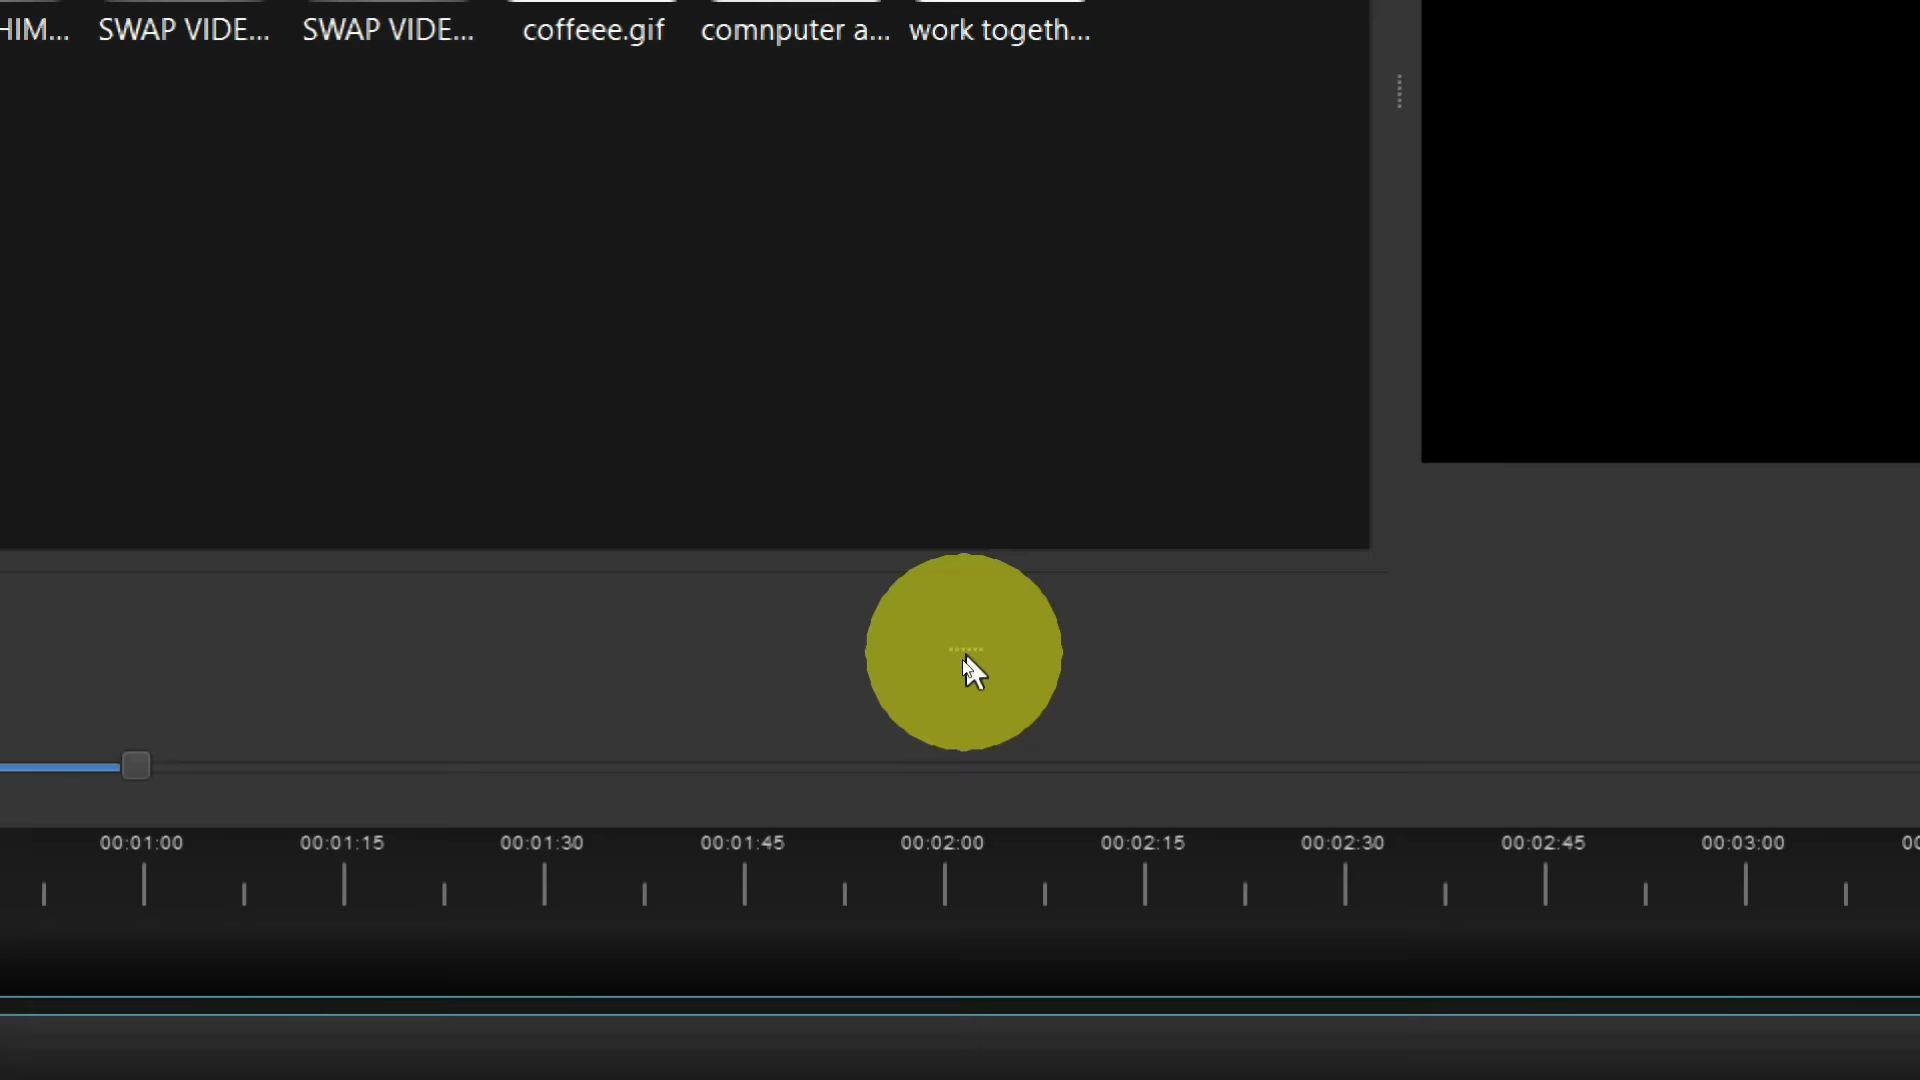 HIM... SWAP VIDE... SWAP VIDE... coffeee.gif comnputer a... work togeth...
00:01:00 00:01:15 00:01:30 00:01:45 00:02:00 00:02:15 00:02:30 00:02:45 00:03:00 00